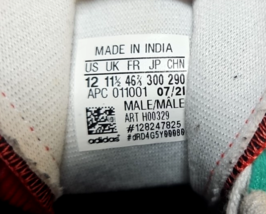 MADE IN INDIA
US UK FR JP CHN
12 11½ 46⅔ 300 290
APC 011001 07/21
MALE/MÂLE
ART H00329
#128247825
adidas